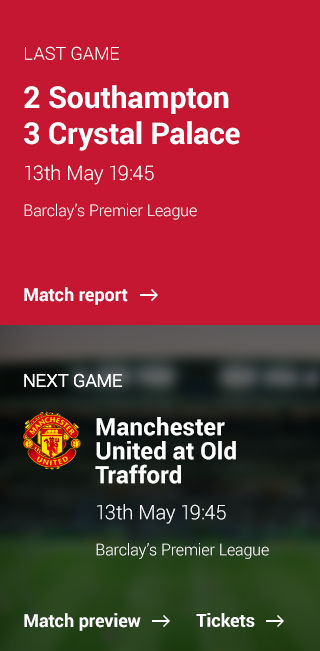 LAST GAME
2 Southampton
3 Crystal Palace
13th May 19:45
Barclay's Premier League
Match report →
NEXT GAME
MANCHESTER
UNITED
Manchester
United at Old
Trafford
13th May 19:45
Barclay's Premier League
Match preview → Tickets →